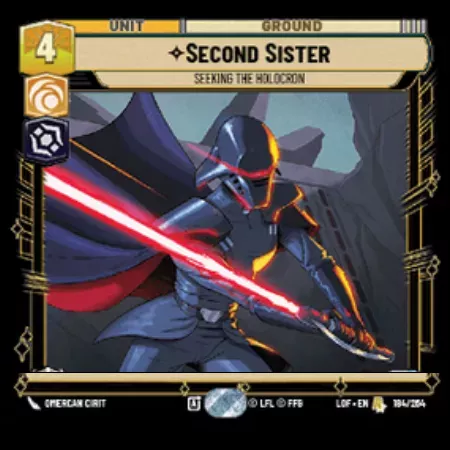 4
UNIT GROUND
SECOND SISTER
SEEKING THE HOLOCRON
OMERCAN CIRIT A © LFL © FFG LOF • EN 194/264